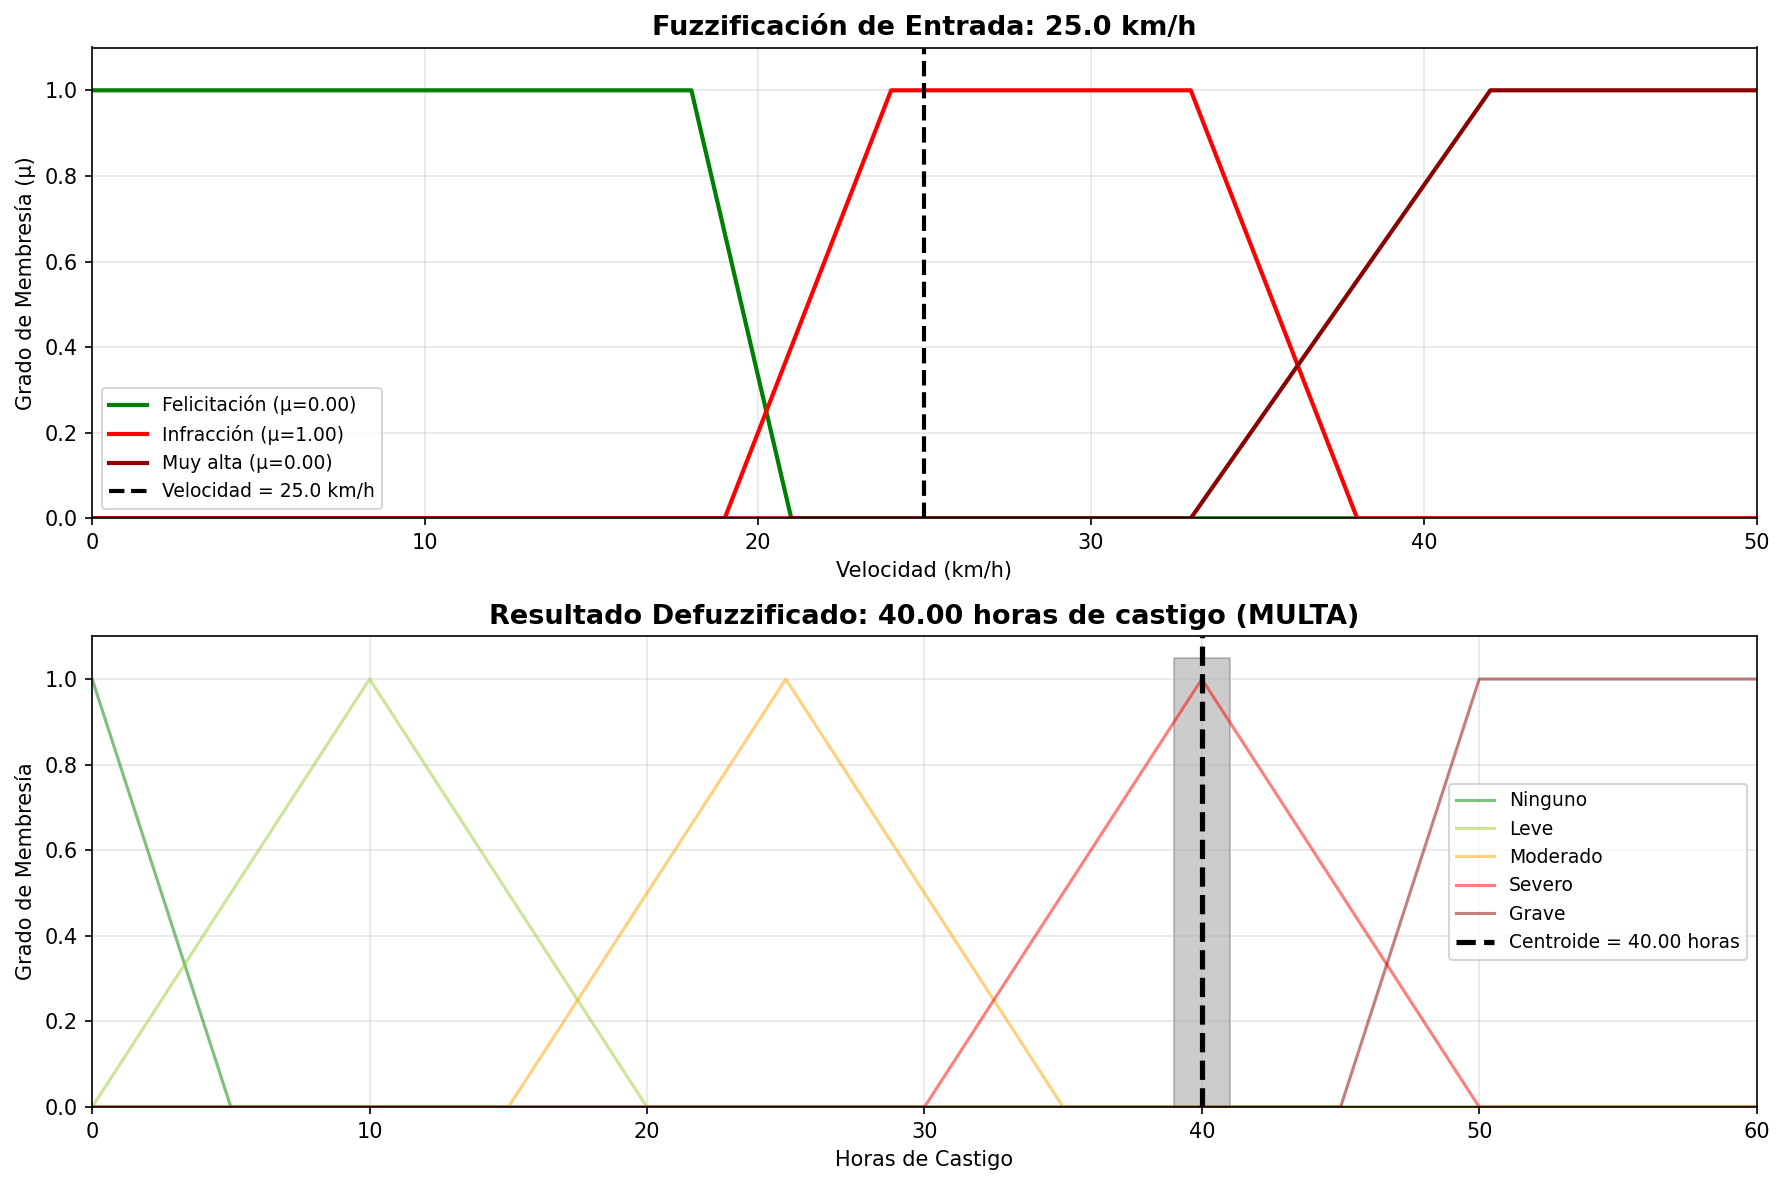 Fuzzificación de Entrada: 25.0 km/h
1.0
0.8
0.6
0.4
0.2
0.0
Grado de Membresía (μ)
Felicitación (μ=0.00)
Infracción (μ=1.00)
Muy alta (μ=0.00)
Velocidad = 25.0 km/h
0 10 20 30 40 50
Velocidad (km/h)
Resultado Defuzzificado: 40.00 horas de castigo (MULTA)
1.0
0.8
0.6
0.4
0.2
0.0
Grado de Membresía
Ninguno
Leve
Moderado
Severo
Grave
Centroide = 40.00 horas
0 10 20 30 40 50 60
Horas de Castigo